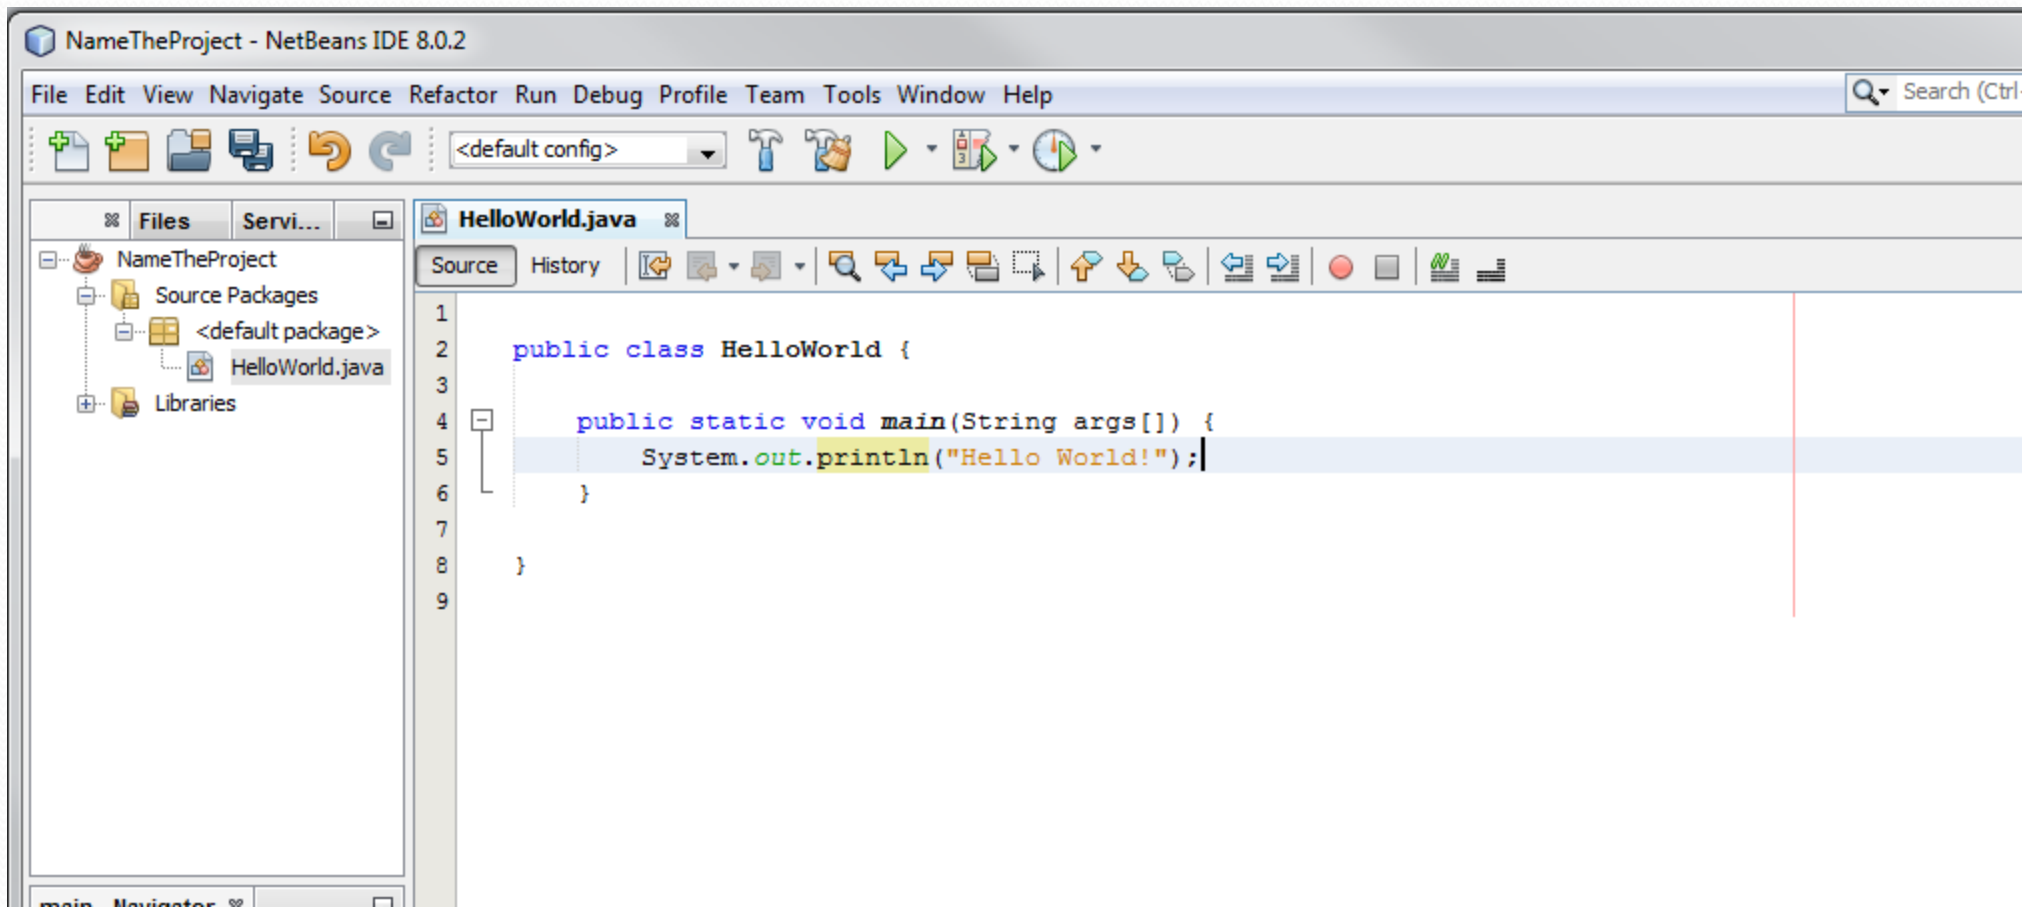 NameTheProject - NetBeans IDE 8.0.2
File Edit View Navigate Source Refactor Run Debug Profile Team Tools Window Help
Search (Ctrl-
<default config>
Files Servi...
HelloWorld.java
NameTheProject
Source Packages
<default package>
HelloWorld.java
Libraries
Source History
1
2 public class HelloWorld {
3
4 public static void main(String args[]) {
5 System.out.println("Hello World!");
6 }
7
8 }
9
main - Navigator